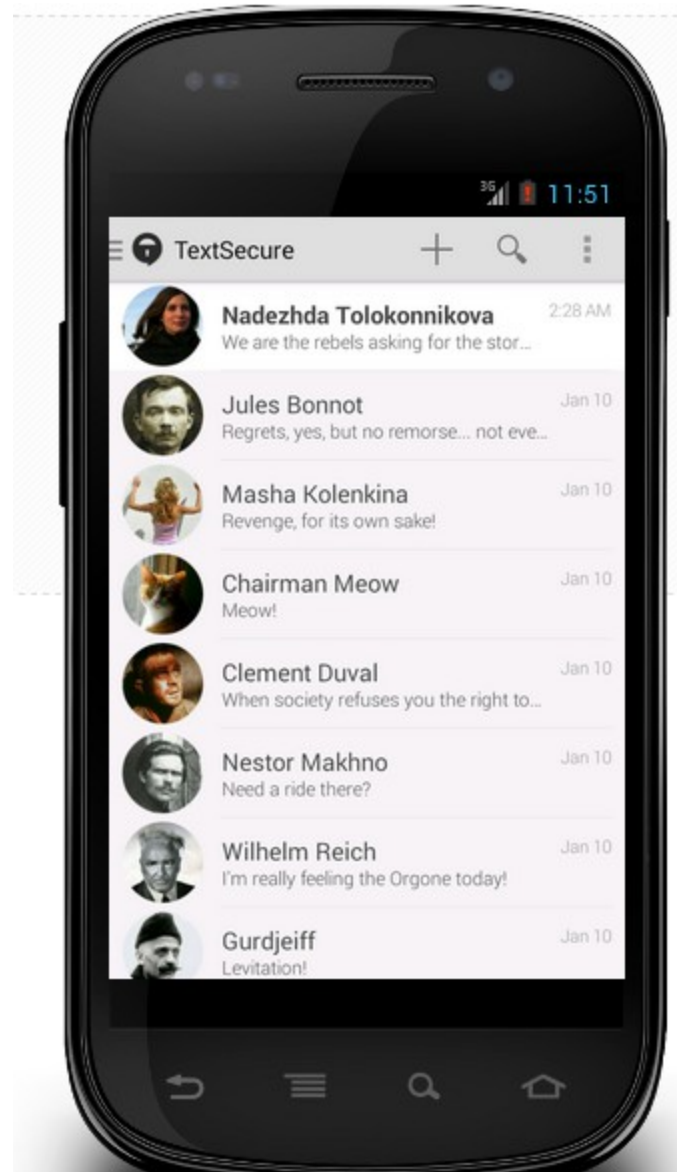 3G
11:51
TextSecure
Nadezhda Tolokonnikova
2:28 AM
We are the rebels asking for the stor...
Jules Bonnot
Jan 10
Regrets, yes, but no remorse... not eve...
Masha Kolenkina
Jan 10
Revenge, for its own sake!
Chairman Meow
Jan 10
Meow!
Clement Duval
Jan 10
When society refuses you the right to...
Nestor Makhno
Jan 10
Need a ride there?
Wilhelm Reich
Jan 10
I'm really feeling the Orgone today!
Gurdjeiff
Jan 10
Levitation!